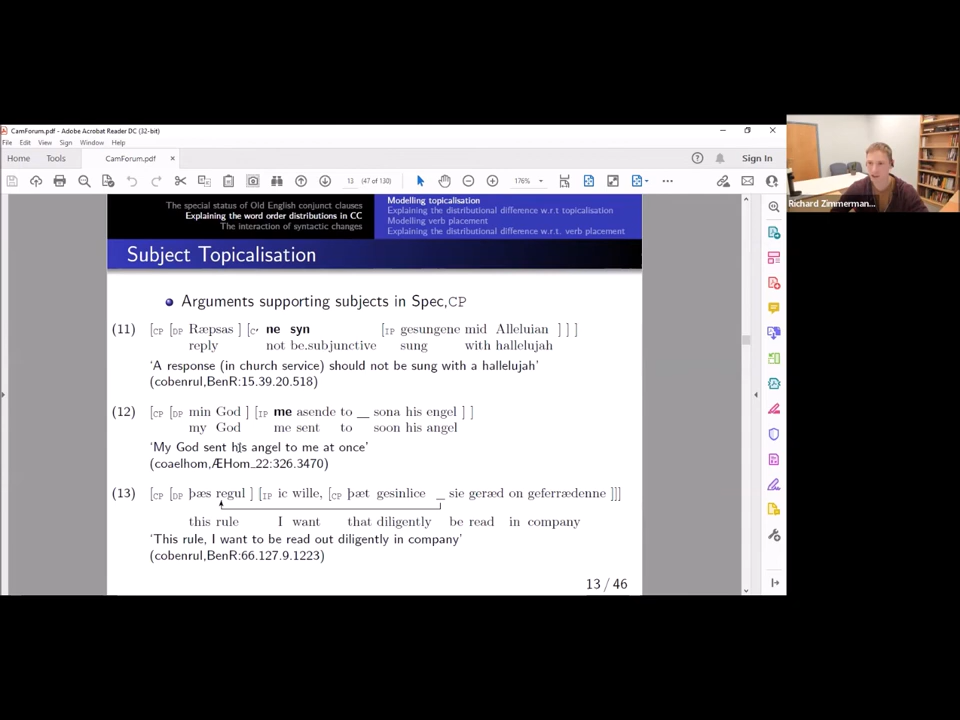 CamForum.pdf - Adobe Acrobat Reader DC (32-bit)
File Edit View Sign Window Help
Home Tools CamForum.pdf × Sign In
13 (47 of 130) 176%
Richard Zimmerman...
The special status of Old English conjunct clauses
Explaining the word order distributions in CC
The interaction of syntactic changes
Modelling topicalisation
Explaining the distributional difference w.r.t topicalisation
Modelling verb placement
Explaining the distributional difference w.r.t. verb placement
Subject Topicalisation
Arguments supporting subjects in Spec,CP
(11) [CP [DP Ræpsas ] [C' ne syn [IP gesungene mid Alleluian ] ] ]
reply not be.subjunctive sung with hallelujah
‘A response (in church service) should not be sung with a hallelujah’
(cobenrul,BenR:15.39.20.518)
(12) [CP [DP min God ] [IP me asende to __ sona his engel ] ]
my God me sent to soon his angel
‘My God sent his angel to me at once’
(coaelhom,ÆHom_22:326.3470)
(13) [CP [DP þæs regul ] [IP ic wille, [CP þæt gesinlice __ sie geræd on geferrædenne ]]]
this rule I want that diligently be read in company
‘This rule, I want to be read out diligently in company’
(cobenrul,BenR:66.127.9.1223)
13 / 46